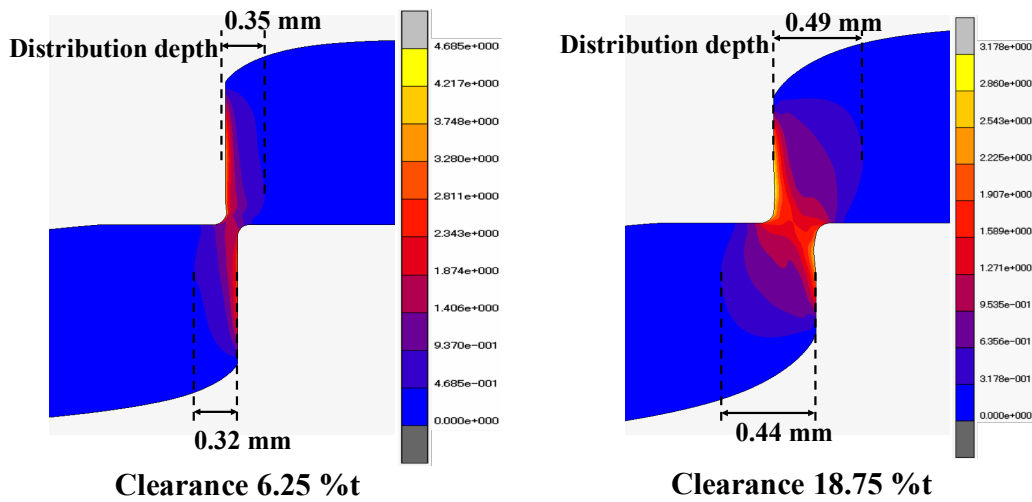 0.35 mm
Distribution depth
4.685e+000
4.217e+000
3.748e+000
3.280e+000
2.811e+000
2.343e+000
1.874e+000
1.406e+000
9.370e-001
4.685e-001
0.000e+000
0.32 mm
Clearance 6.25 %t
0.49 mm
Distribution depth
3.178e+000
2.860e+000
2.543e+000
2.225e+000
1.907e+000
1.589e+000
1.271e+000
9.535e-001
6.356e-001
3.178e-001
0.000e+000
0.44 mm
Clearance 18.75 %t